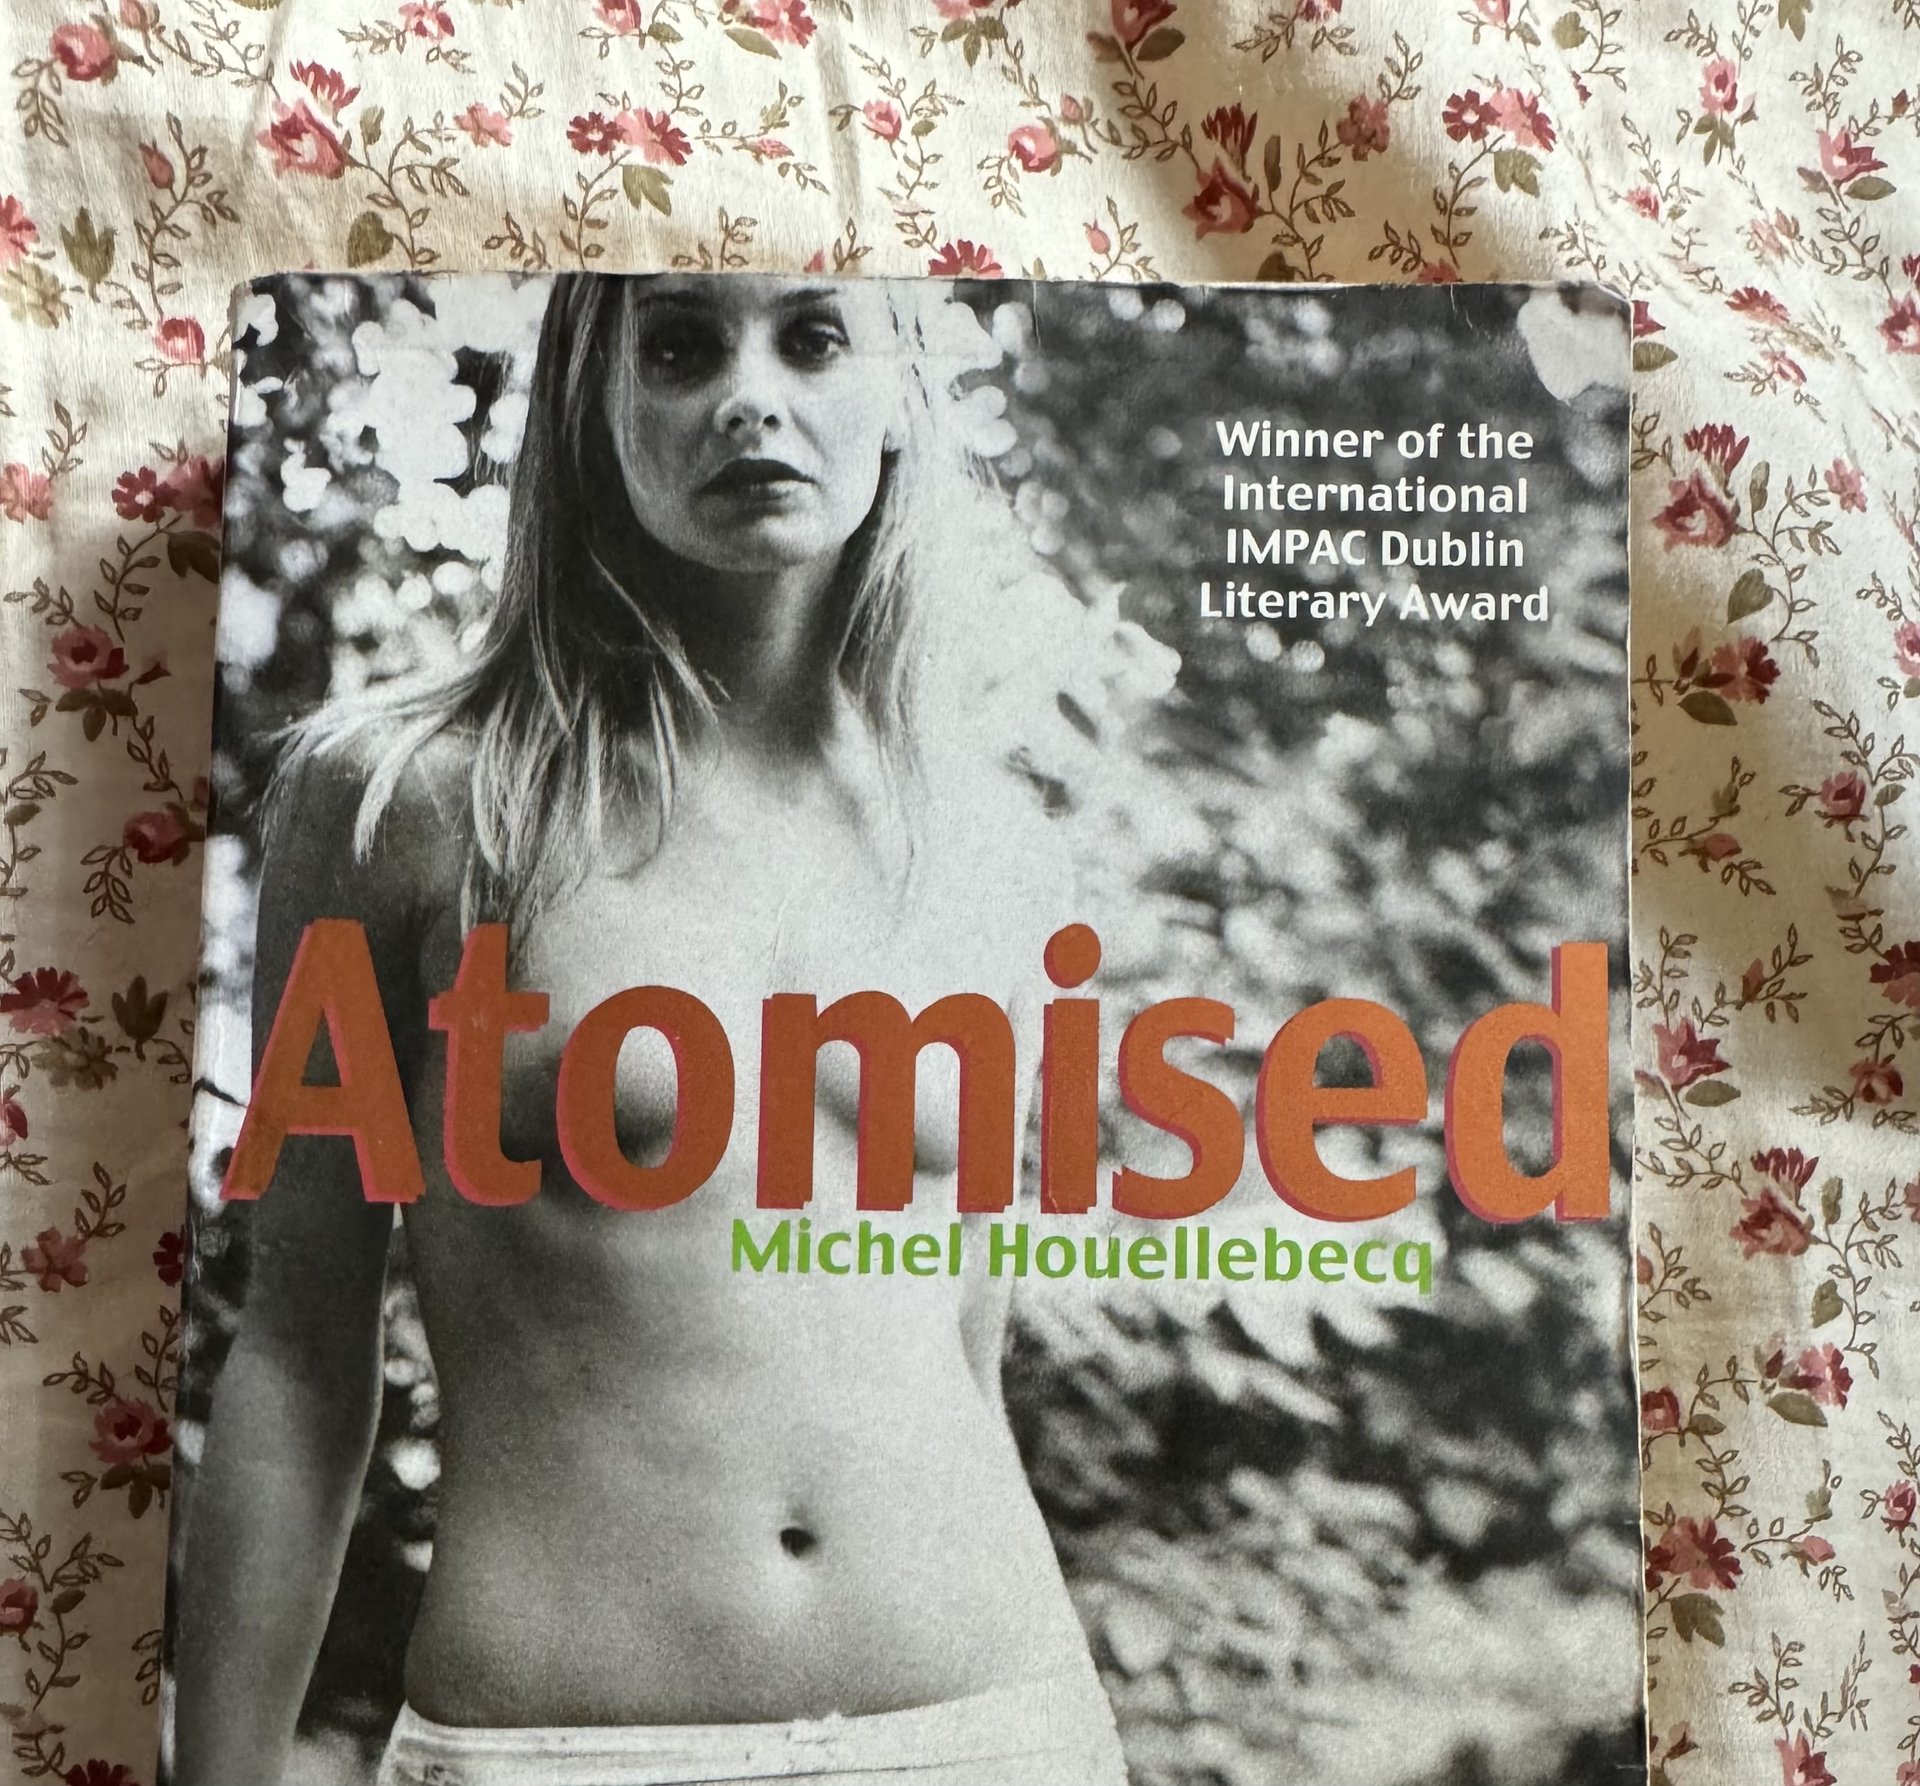 Winner of the
International
IMPAC Dublin
Literary Award
Atomised
Michel Houellebecq